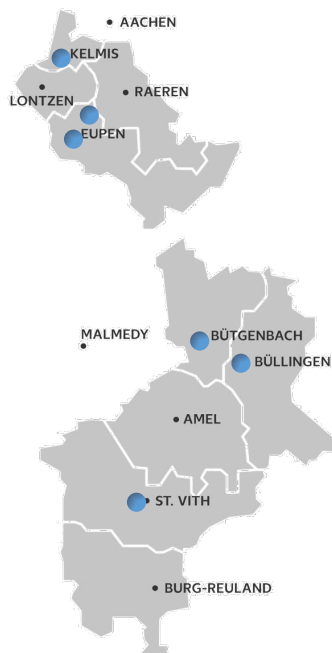 AACHEN
KELMIS
LONTZEN
RAEREN
EUPEN
BÜTGENBACH
MALMEDY
BÜLLINGEN
AMEL
ST. VITH
BURG-REULAND